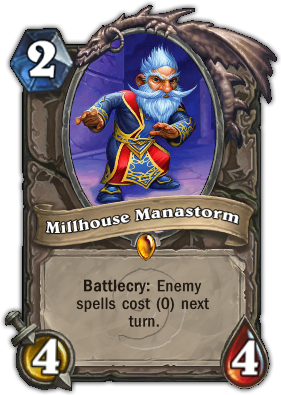 2
Millhouse Manastorm
Battlecry: Enemy
spells cost (0) next
turn.
4 4